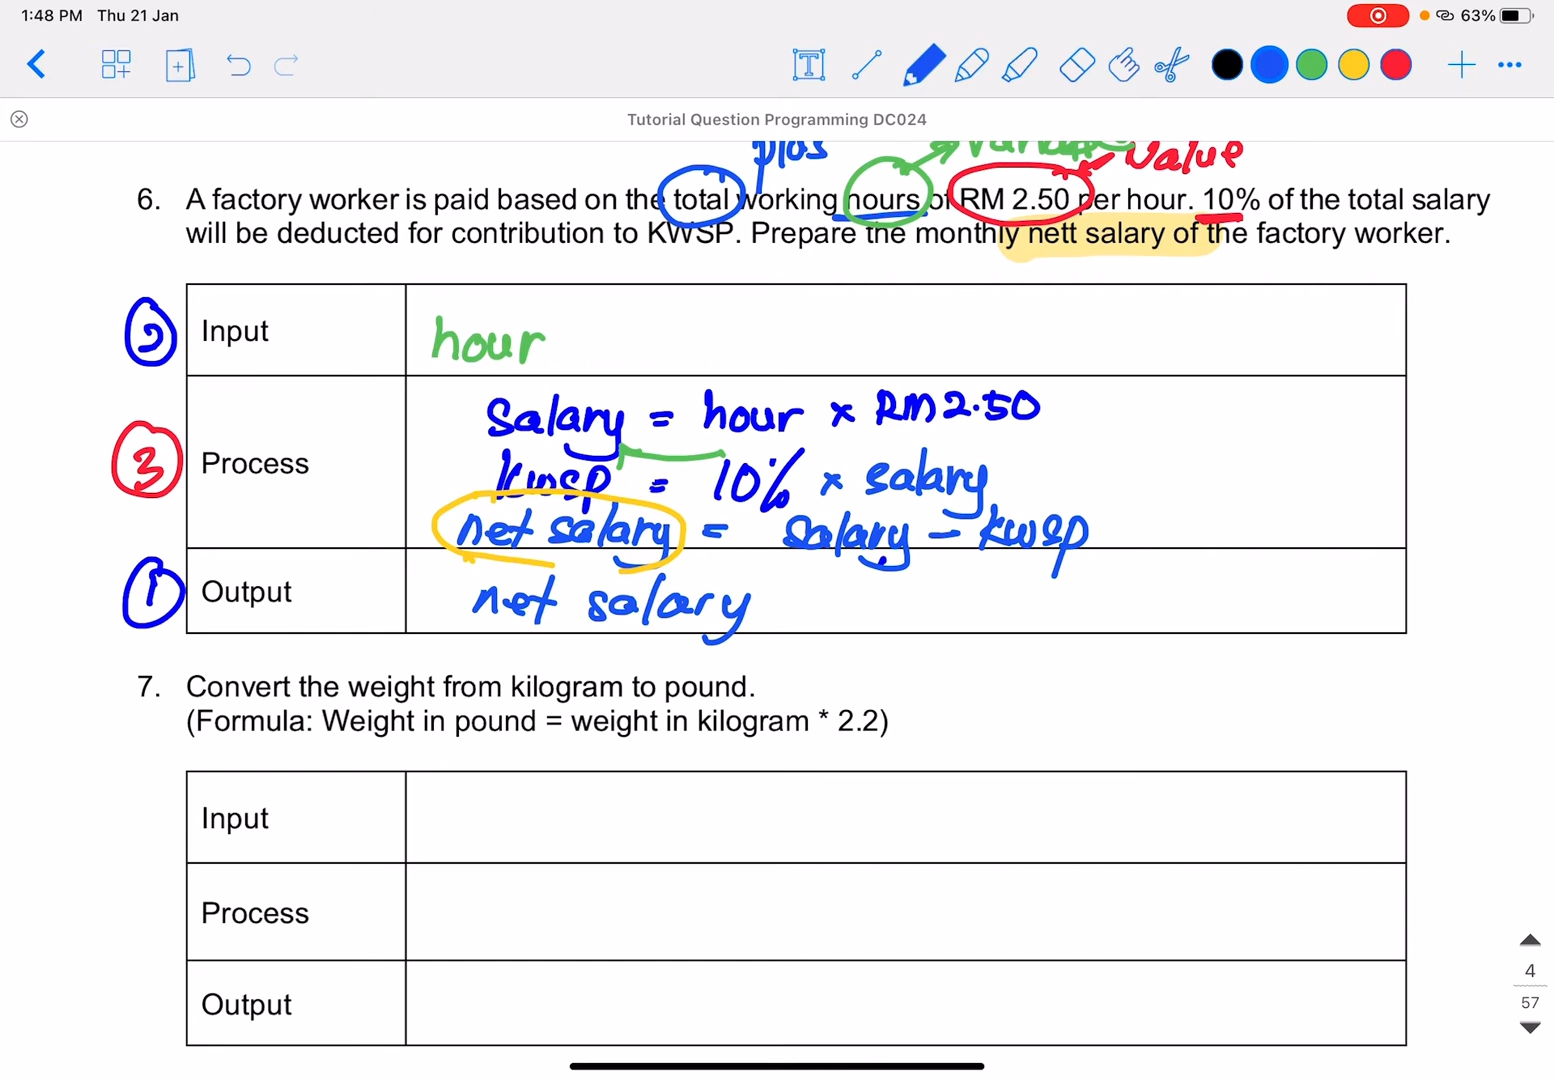 1:48 PM Thu 21 Jan
63%
T
Tutorial Question Programming DC024
plus
value
6. A factory worker is paid based on the total working hours of RM 2.50 per hour. 10% of the total salary
will be deducted for contribution to KWSP. Prepare the monthly nett salary of the factory worker.
2 Input hour
3 Process
salary = hour × RM2.50
kwsp = 10% × salary
net salary = salary - kwsp
1 Output net salary
7. Convert the weight from kilogram to pound.
(Formula: Weight in pound = weight in kilogram * 2.2)
Input
Process
Output
4
57